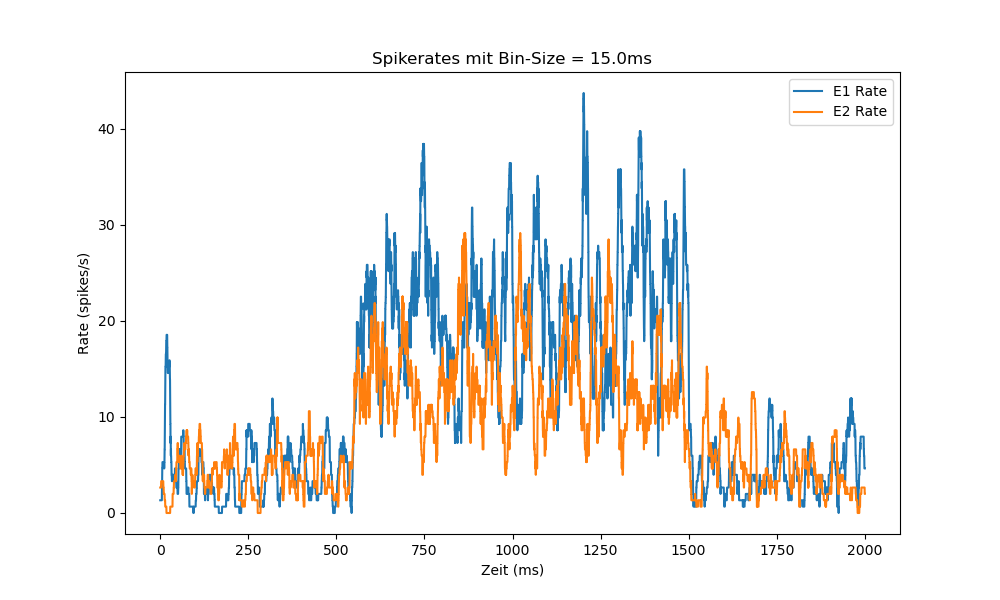 Spikerates mit Bin-Size = 15.0ms
E1 Rate
E2 Rate
Rate (spikes/s)
40
30
20
10
0
0 250 500 750 1000 1250 1500 1750 2000
Zeit (ms)